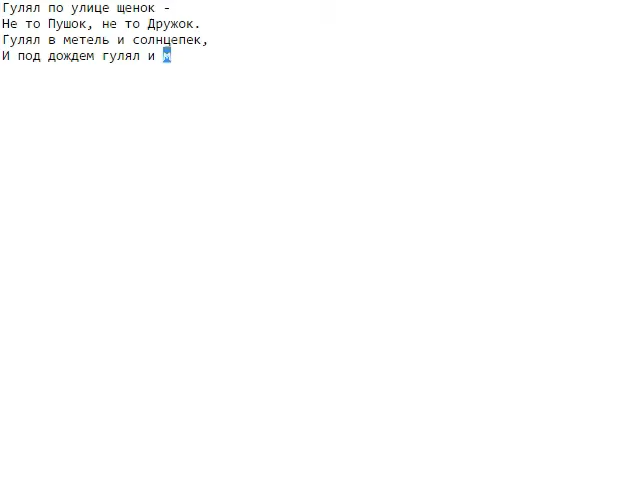 Гулял по улице щенок -
Не то Пушок, не то Дружок.
Гулял в метель и солнцепек,
И под дождем гулял и м